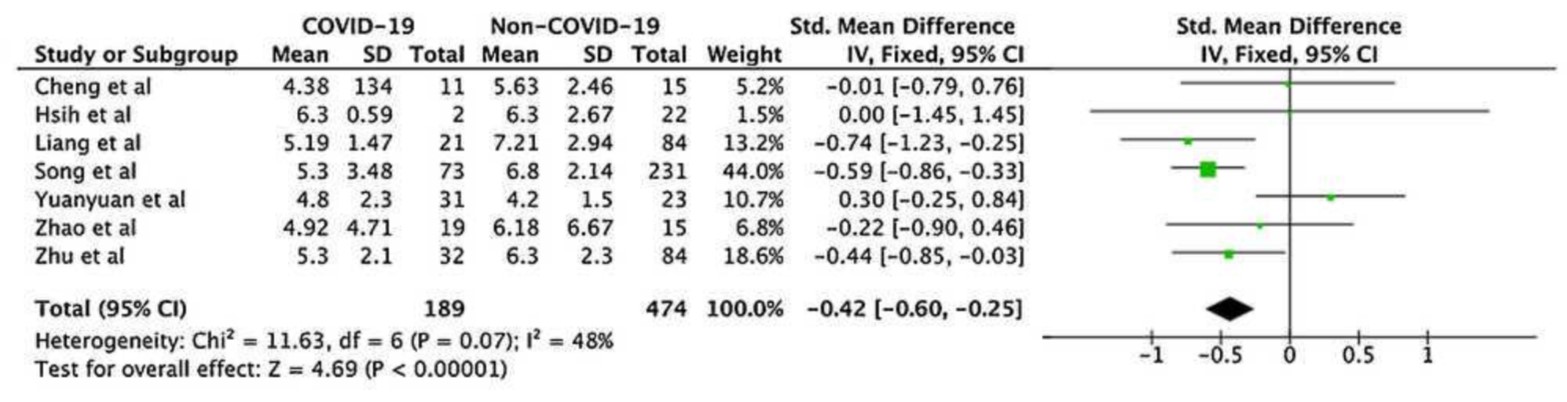 COVID-19 Non-COVID-19 Std. Mean Difference Std. Mean Difference
Study or Subgroup Mean SD Total Mean SD Total Weight IV, Fixed, 95% CI IV, Fixed, 95% CI
Cheng et al 4.38 134 11 5.63 2.46 15 5.2% -0.01 [-0.79, 0.76]
Hsih et al 6.3 0.59 2 6.3 2.67 22 1.5% 0.00 [-1.45, 1.45]
Liang et al 5.19 1.47 21 7.21 2.94 84 13.2% -0.74 [-1.23, -0.25]
Song et al 5.3 3.48 73 6.8 2.14 231 44.0% -0.59 [-0.86, -0.33]
Yuanyuan et al 4.8 2.3 31 4.2 1.5 23 10.7% 0.30 [-0.25, 0.84]
Zhao et al 4.92 4.71 19 6.18 6.67 15 6.8% -0.22 [-0.90, 0.46]
Zhu et al 5.3 2.1 32 6.3 2.3 84 18.6% -0.44 [-0.85, -0.03]
Total (95% CI) 189 474 100.0% -0.42 [-0.60, -0.25]
Heterogeneity: Chi² = 11.63, df = 6 (P = 0.07); I² = 48%
Test for overall effect: Z = 4.69 (P < 0.00001)
-1 -0.5 0 0.5 1